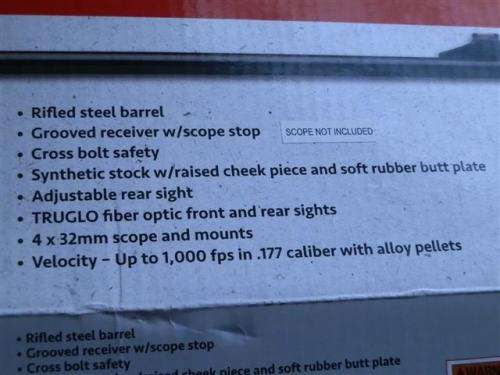 • Rifled steel barrel
• Grooved receiver w/scope stop SCOPE NOT INCLUDED
• Cross bolt safety
• Synthetic stock w/raised cheek piece and soft rubber butt plate
• Adjustable rear sight
• TRUGLO fiber optic front and rear sights
• 4 x 32mm scope and mounts
• Velocity – Up to 1,000 fps in .177 caliber with alloy pellets
• Rifled steel barrel
• Grooved receiver w/scope stop
• Cross bolt safety
raised cheek piece and soft rubber butt plate